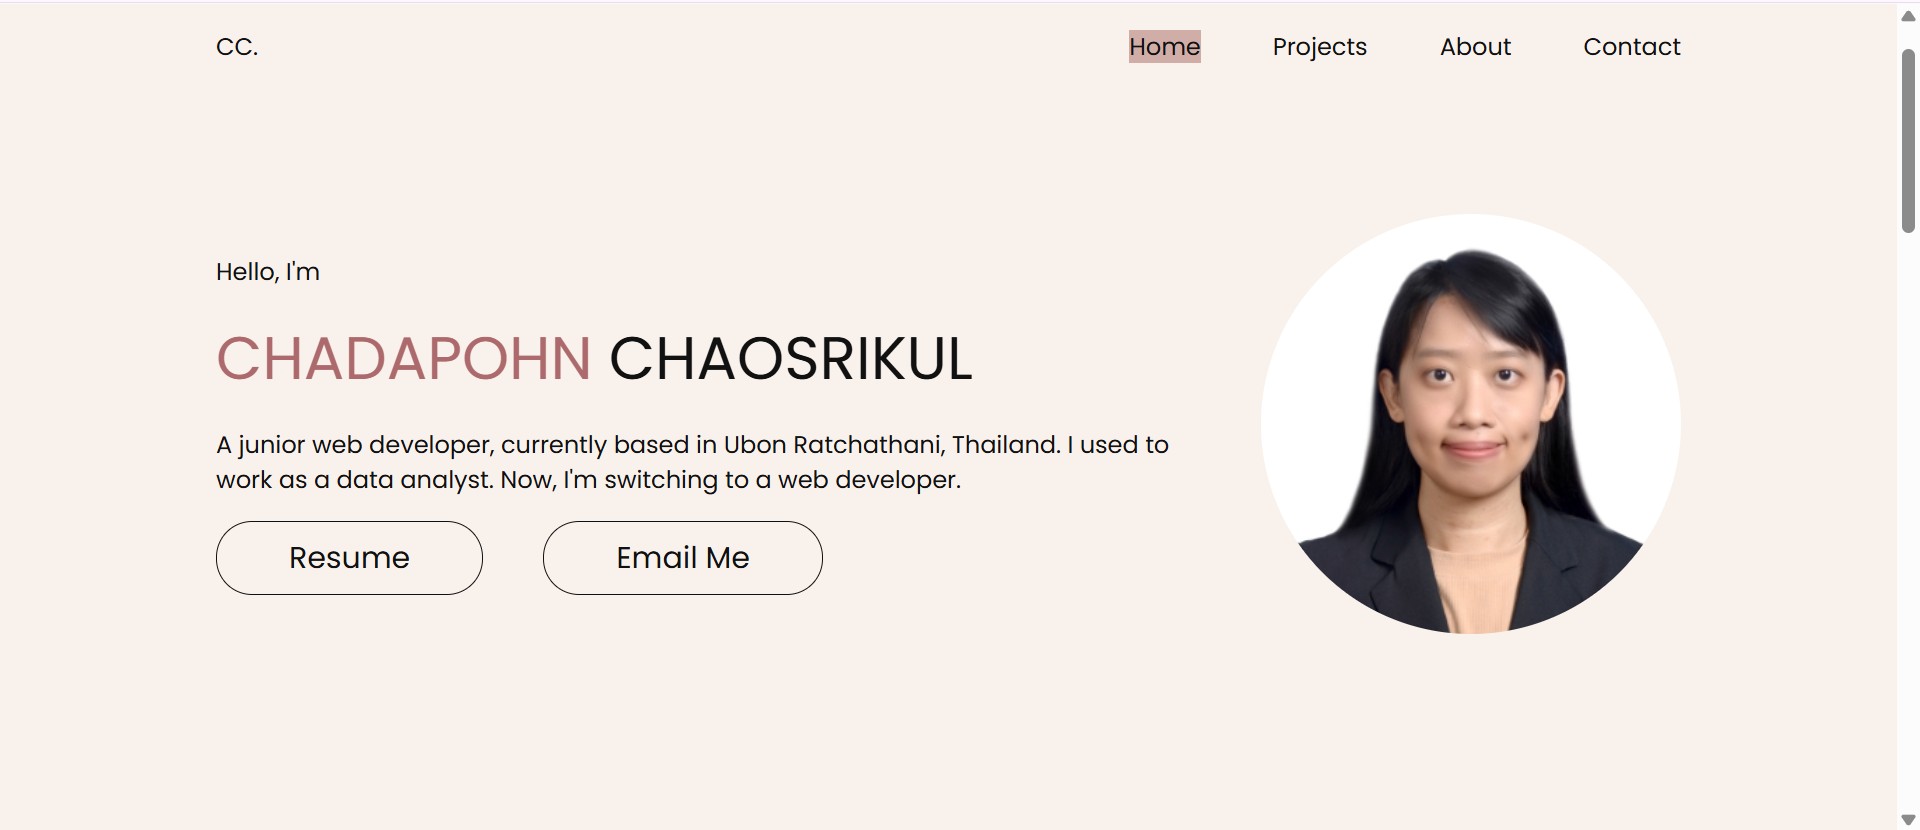 CC.
Home
Projects
About
Contact
Hello, I'm
CHADAPOHN CHAOSRIKUL
A junior web developer, currently based in Ubon Ratchathani, Thailand. I used to
work as a data analyst. Now, I'm switching to a web developer.
Resume
Email Me